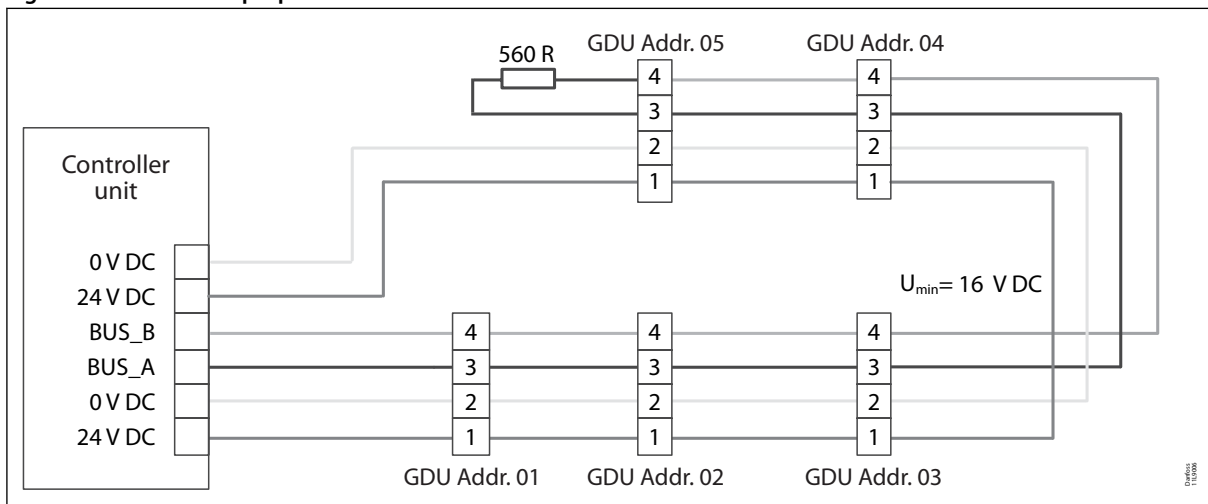 560 R
GDU Addr. 05
GDU Addr. 04
4 4
3 3
2 2
1 1
Controller
unit
0 V DC
24 V DC
U_min= 16 V DC
BUS_B 4 4 4
BUS_A 3 3 3
0 V DC 2 2 2
24 V DC 1 1 1
GDU Addr. 01
GDU Addr. 02
GDU Addr. 03
Danfoss